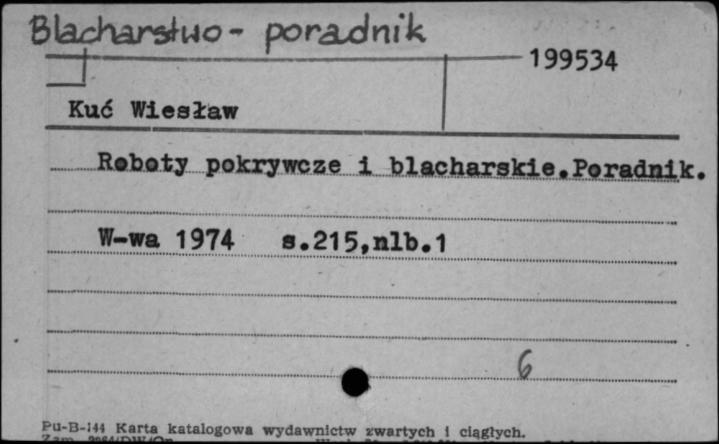 Blacharstwo - poradnik
199534
Kuć Wiesław
Roboty pokrywcze i blacharskie.Poradnik.
W-wa 1974 s.215,nlb.1
6
Pu-B-144 Karta katalogowa wydawnictw zwartych i ciągłych.
Zam.